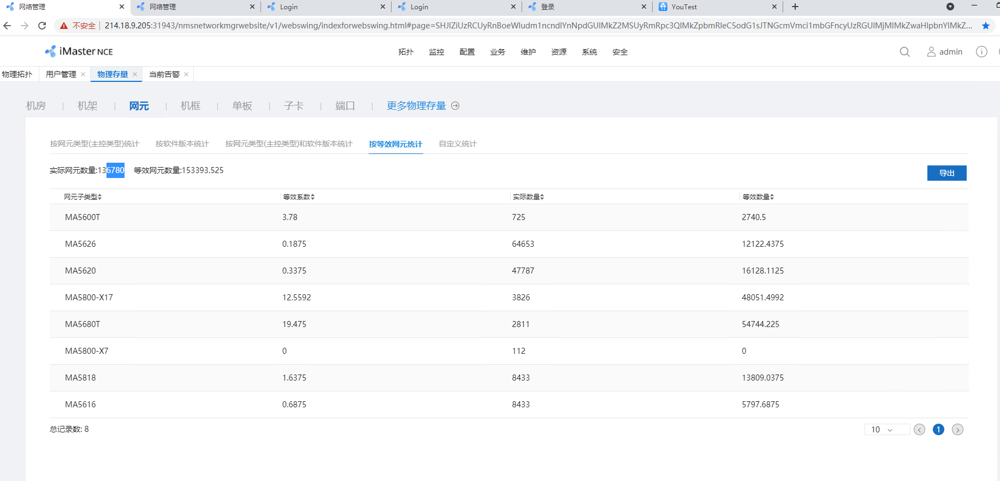 网络管理 网络管理 Login Login 登录 YouTest
不安全 214.18.9.205:31943/nmsnetworkmgrwebsite/v1/webswing/indexforwebswing.html#page=SHJlZiUzRCUyRnBoeWludm1ncndlYnNpdGUlMkZ2MSUyRmRpc3QlMkZpbmRleC5odG1sJTNGcmVmci1mbGFncyUzRGUlMjMlMkZwaHlpbnYlMkZ...
iMaster NCE 拓扑 监控 配置 业务 维护 资源 系统 安全 admin
物理拓扑 用户管理 物理存量 当前告警
机房 机架 网元 机框 单板 子卡 端口 更多物理存量
按网元类型(主控类型)统计 按软件版本统计 按网元类型(主控类型)和软件版本统计 按等效网元统计 自定义统计
实际网元数量:136780 等效网元数量:153393.525 导出
网元子类型 等效系数 实际数量 等效数量
MA5600T 3.78 725 2740.5
MA5626 0.1875 64653 12122.4375
MA5620 0.3375 47787 16128.1125
MA5800-X17 12.5592 3826 48051.4992
MA5680T 19.475 2811 54744.225
MA5800-X7 0 112 0
MA5818 1.6375 8433 13809.0375
MA5616 0.6875 8433 5797.6875
总记录数: 8 10 1